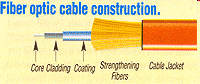 Fiber optic cable construction.
Core Cladding Coating Strengthening Fibers Cable Jacket